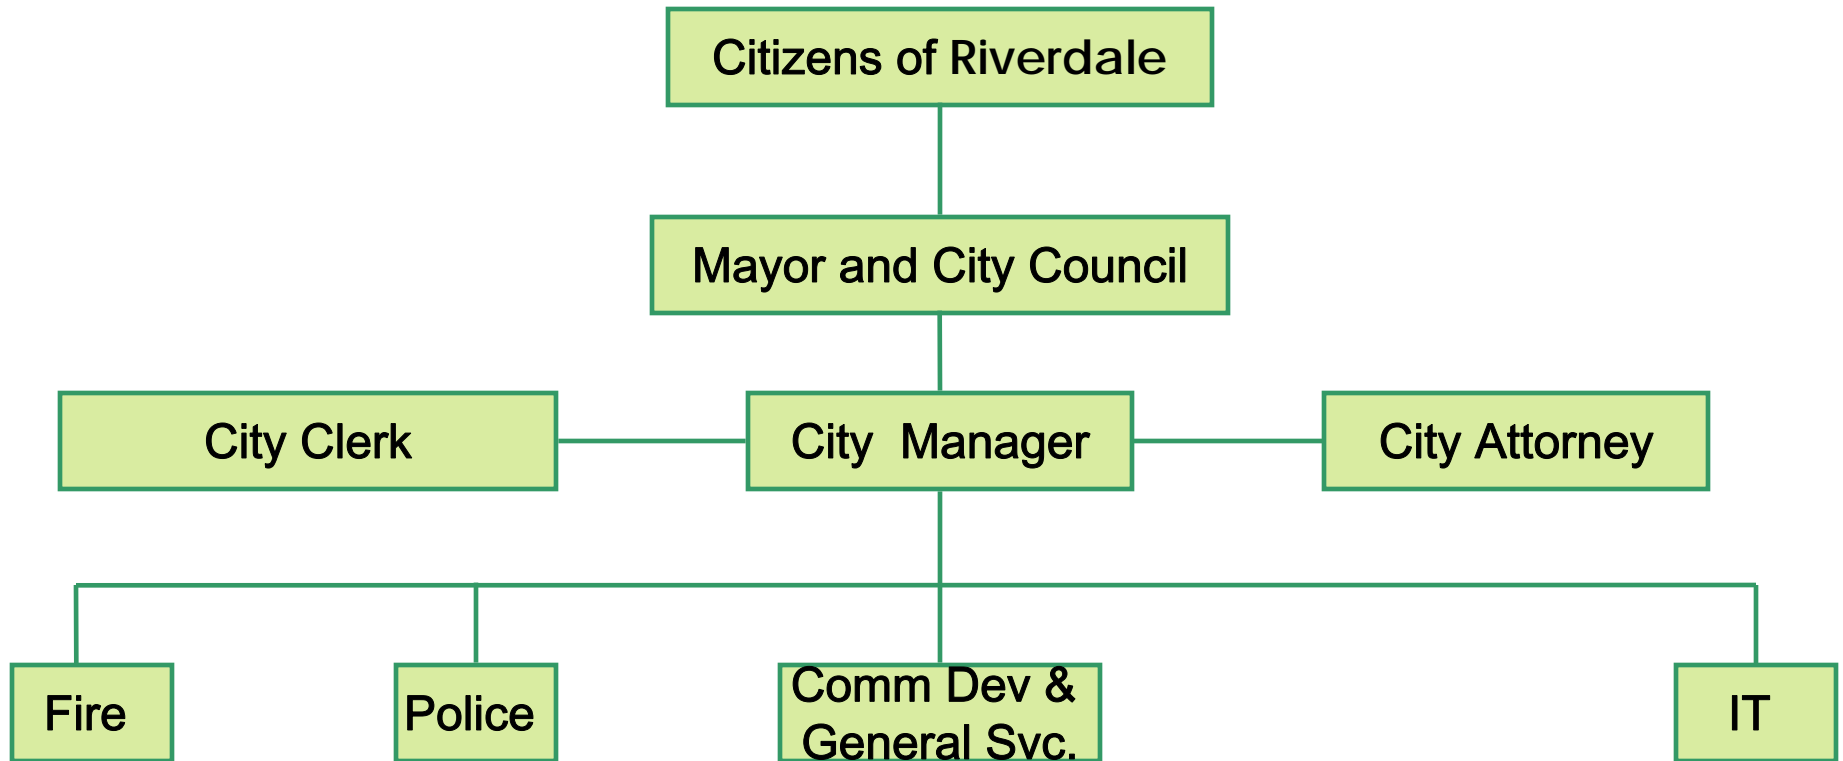 Citizens of Riverdale
Mayor and City Council
City Clerk
City  Manager
City Attorney
Fire
Police
Comm Dev &
General Svc.
IT